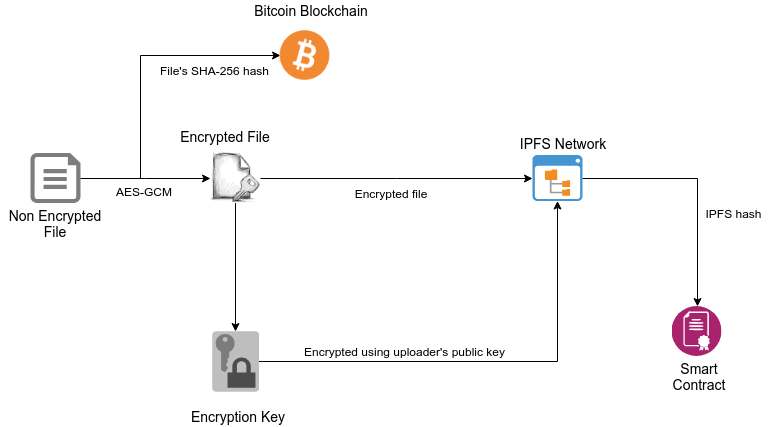 Bitcoin Blockchain
File's SHA-256 hash
Encrypted File
IPFS Network
AES-GCM
Encrypted file
Non Encrypted
File
IPFS hash
Encrypted using uploader's public key
Smart
Contract
Encryption Key